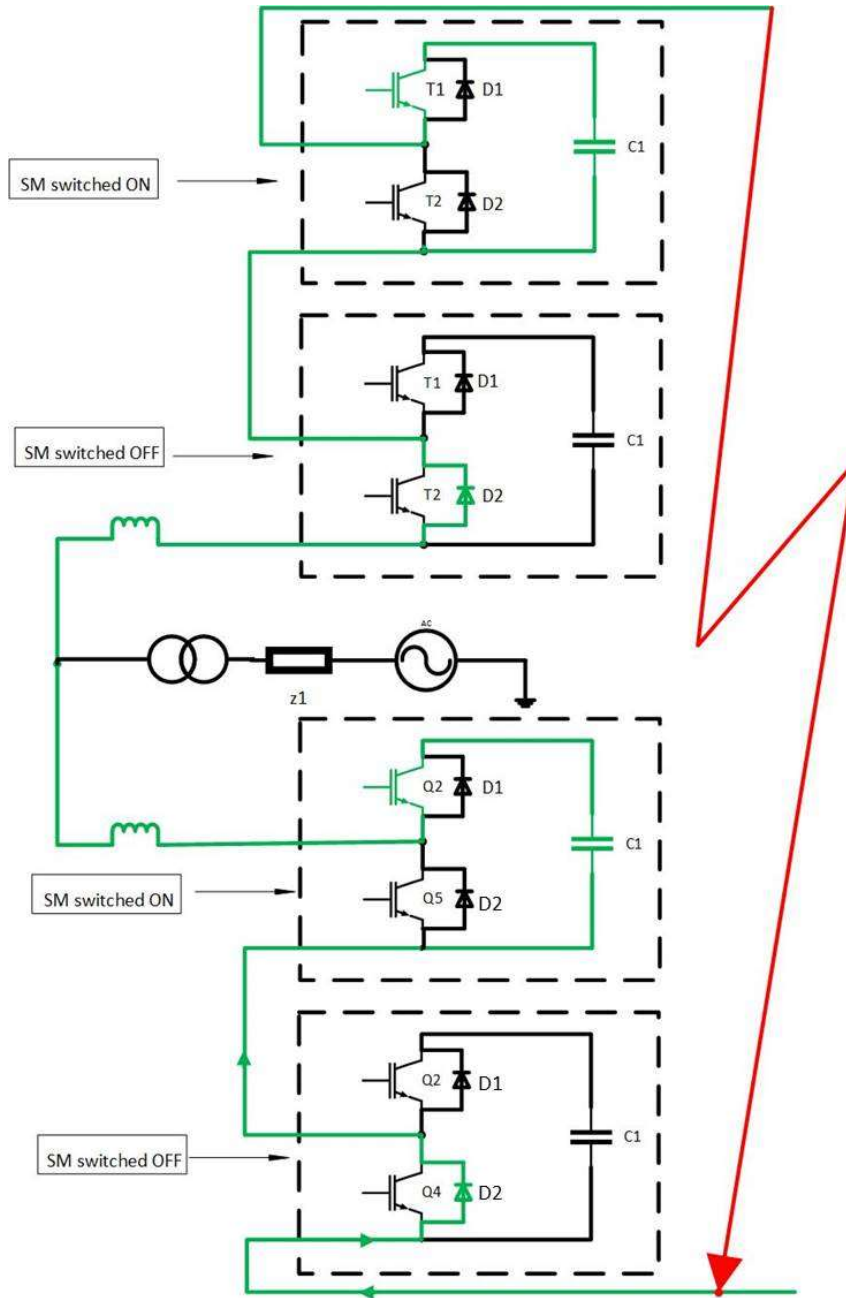 T1
D1
C1
SM switched ON
T2
D2
T1
D1
C1
SM switched OFF
T2
D2
AC
z1
Q2
D1
C1
SM switched ON
Q5
D2
Q2
D1
C1
SM switched OFF
Q4
D2